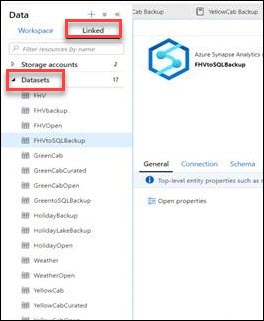 Data
Workspace
Linked
Filter resources by name
Storage accounts 2
Datasets 17
FHV
FHVbackup
FHVOpen
FHVtoSQLBackup
GreenCab
GreenCabCurated
GreenCabOpen
GreentoSQLBackup
HolidayBackup
HolidayLakeBackup
HolidayOpen
Weather
WeatherOpen
YellowCab
YellowCabCurated
YellowCabOpen
Cab Backup
YellowCab Backup
Azure Synapse Analytics
FHVtoSQLBackup
General
Connection
Schema
Top-level entity properties such as
Open properties